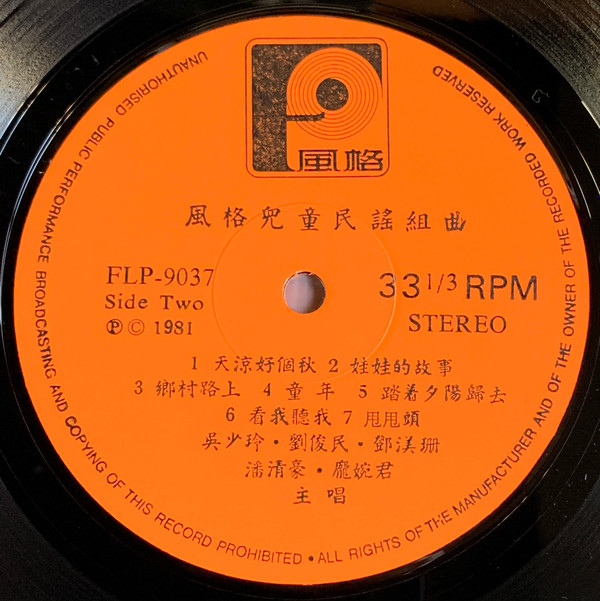 風格
風格兒童民謠組曲
FLP-9037
Side Two
Ⓟ © 1981
33 1/3 RPM
STEREO
1 天涼好個秋 2 娃娃的故事
3 鄉村路上 4 童年 5 踏着夕陽歸去
6 看我聽我 7 甩甩頭
吳少玲・劉俊民・鄧渼珊
潘清豪・龐婉君
主唱
UNAUTHORISED PUBLIC PERFORMANCE BROADCASTING AND COPYING OF THIS RECORD PROHIBITED • ALL RIGHTS OF THE MANUFACTURER AND OF THE OWNER OF THE RECORDED WORK RESERVED